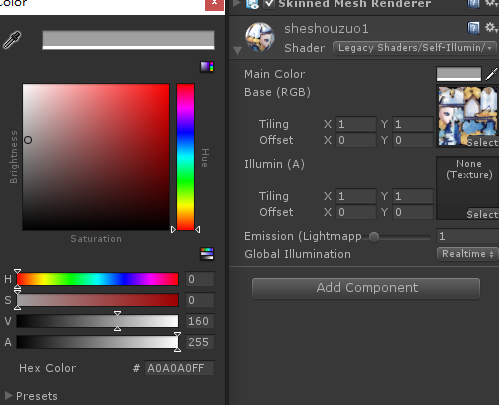 Color
x
Brightness
Hue
Saturation
H 0
S 0
V 160
A 255
Hex Color # A0A0A0FF
Presets
Skinned Mesh Renderer
sheshouzuo1
Shader Legacy Shaders/Self-Illumin/
Main Color
Base (RGB)
Tiling X 1 Y 1
Offset X 0 Y 0
Select
Illumin (A)
None
(Texture)
Tiling X 1 Y 1
Offset X 0 Y 0
Select
Emission (Lightmapp 1
Global Illumination Realtime
Add Component